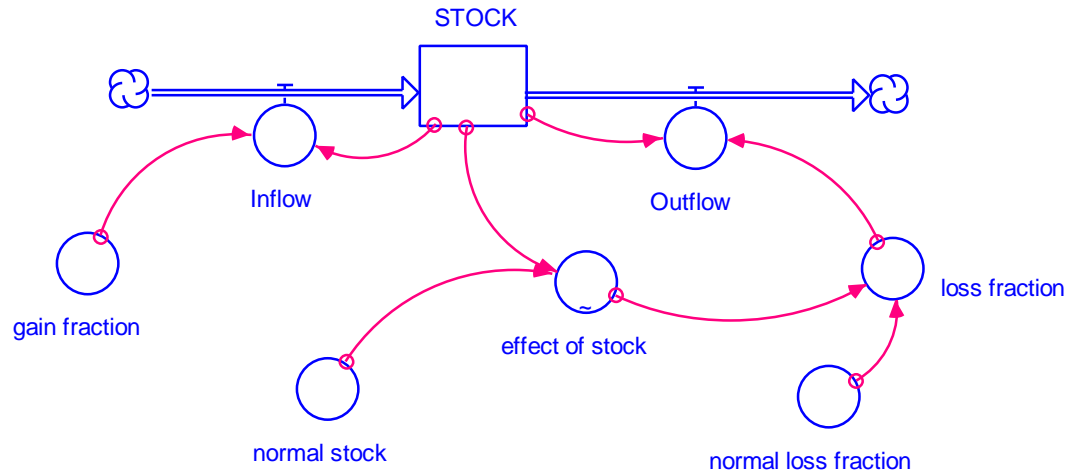 STOCK
Inflow
Outflow
gain fraction
loss fraction
effect of stock
~
normal stock
normal loss fraction